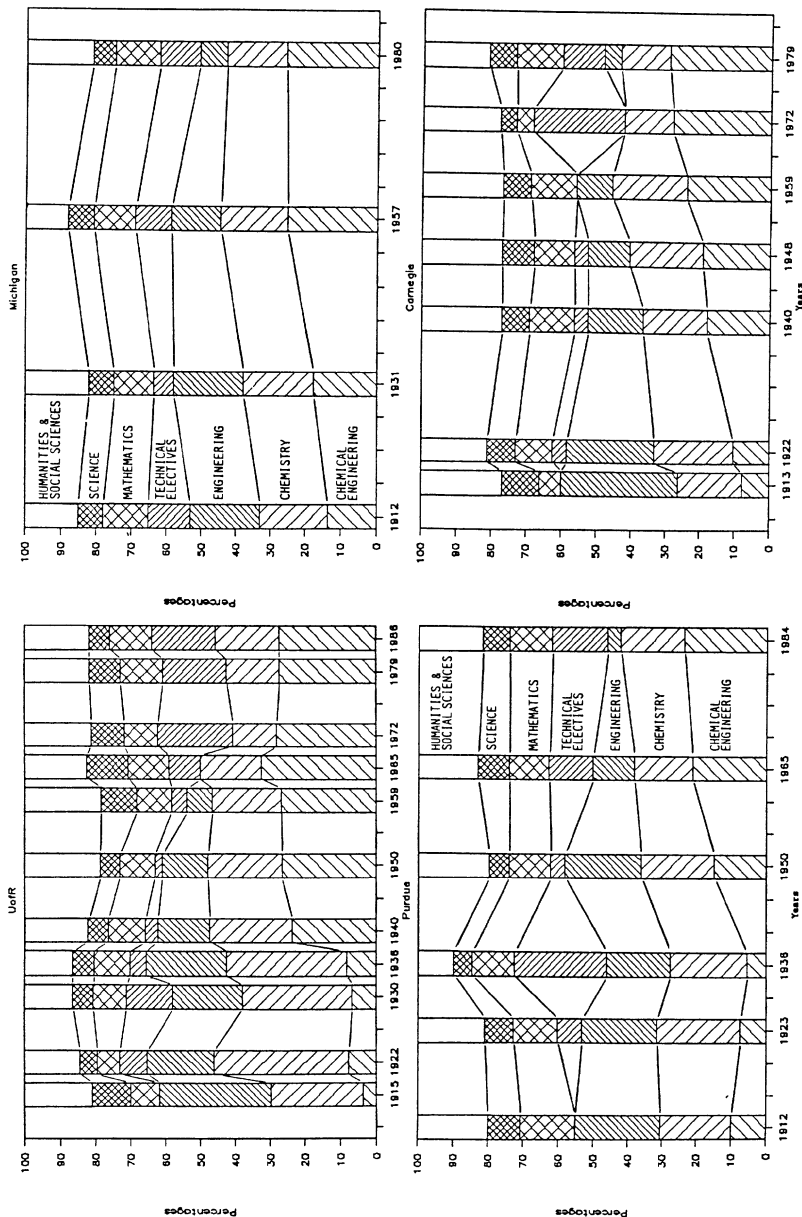 UofR
Percentages
100
90
80
70
60
50
40
30
20
10
0
1915 1922 1930 1936 1940 1950 1958 1965 1972 1979 1986
Michigan
Percentages
100
90
80
70
60
50
40
30
20
10
0
HUMANITIES &
SOCIAL SCIENCES
SCIENCE
MATHEMATICS
TECHNICAL
ELECTIVES
ENGINEERING
CHEMISTRY
CHEMICAL
ENGINEERING
1912 1931 1957 1980
Purdue
Percentages
100
90
80
70
60
50
40
30
20
10
0
HUMANITIES &
SOCIAL SCIENCES
SCIENCE
MATHEMATICS
TECHNICAL
ELECTIVES
ENGINEERING
CHEMISTRY
CHEMICAL
ENGINEERING
1912 1923 1936 1950 1965 1984
Years
Carnegie
Percentages
100
90
80
70
60
50
40
30
20
10
0
1913 1922 1940 1948 1959 1972 1979
Years